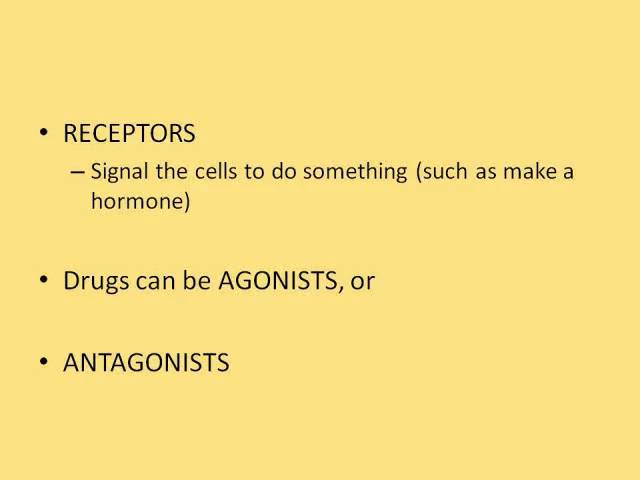 • RECEPTORS
– Signal the cells to do something (such as make a
hormone)
• Drugs can be AGONISTS, or
• ANTAGONISTS